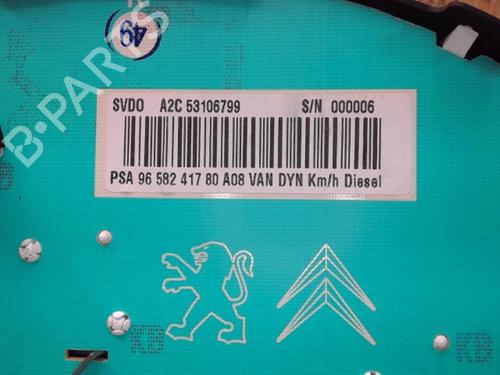 49
SVDO A2C 53106799 S/N 000006
PSA 96 582 417 80 A08 VAN DYN Km/h Diesel
B-PARTS
KB
KB